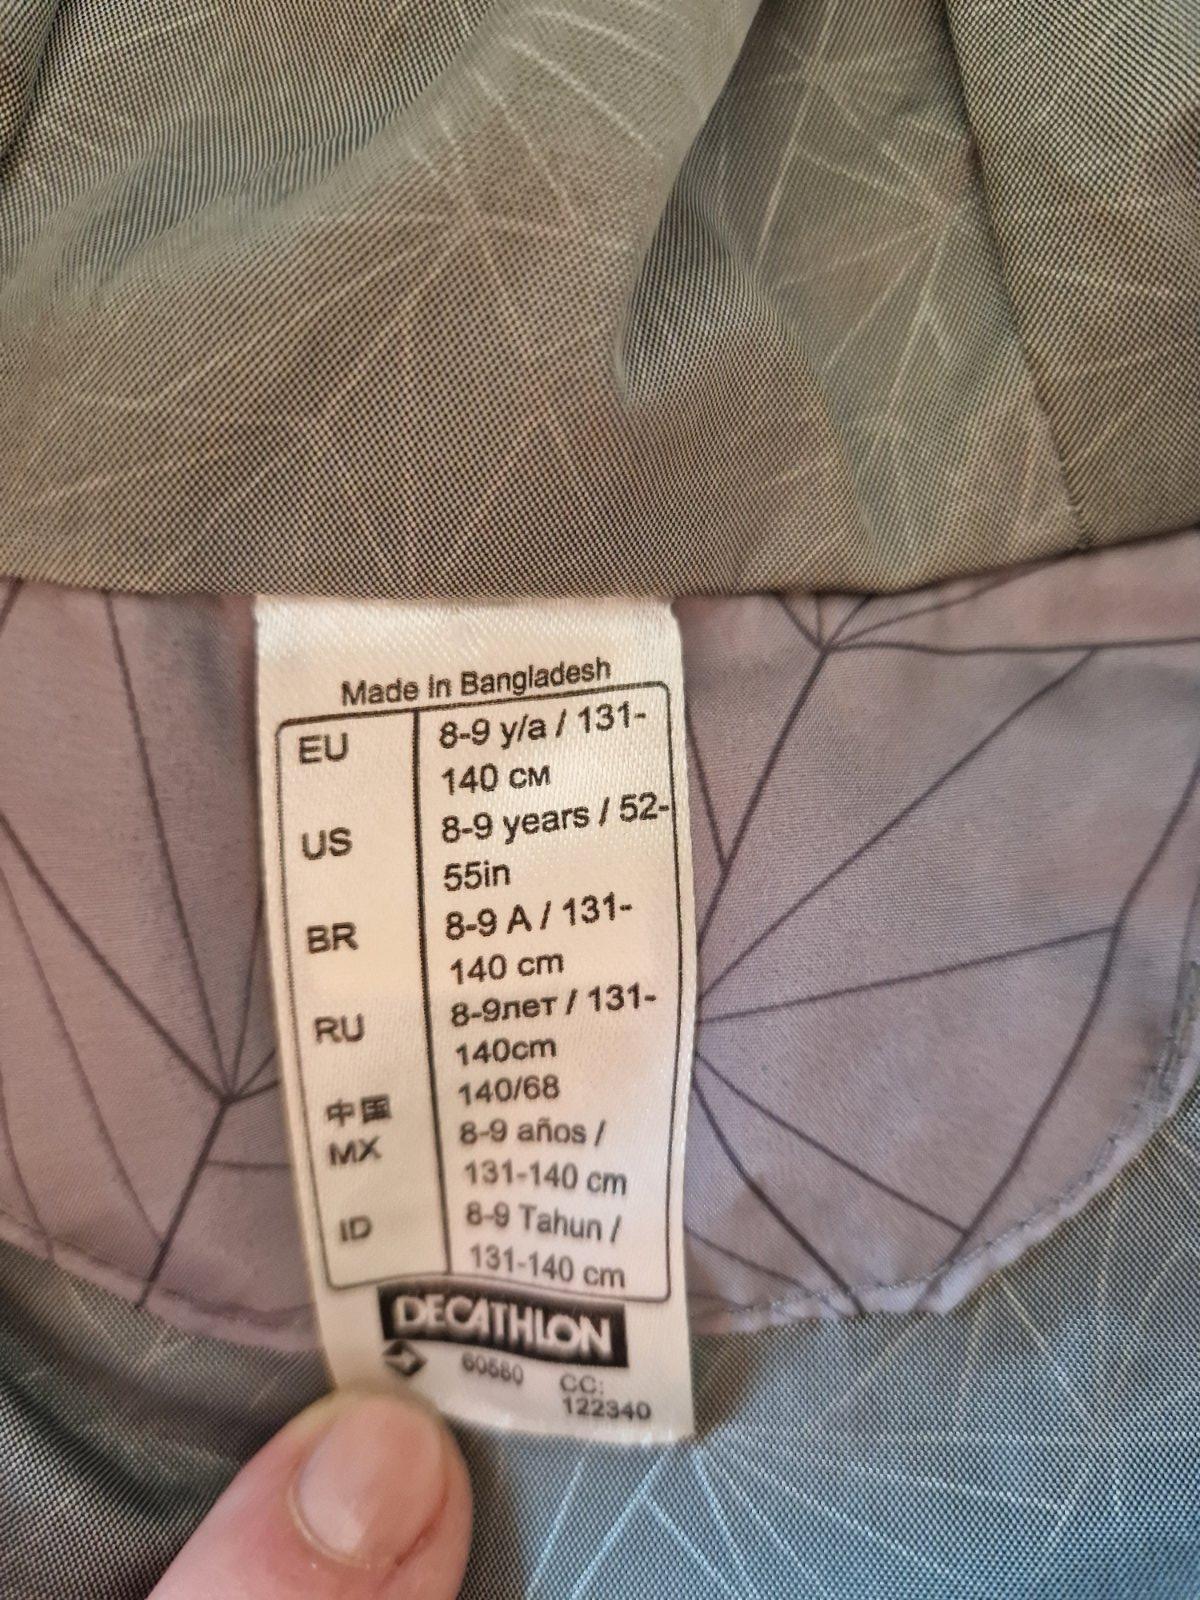 Made in Bangladesh
EU 8-9 y/a / 131-
140 см
US 8-9 years / 52-
55in
BR 8-9 A / 131-
140 cm
RU 8-9лет / 131-
140cm
中国 140/68
MX 8-9 años /
131-140 cm
ID 8-9 Tahun /
131-140 cm
DECATHLON
60580 CC:
122340